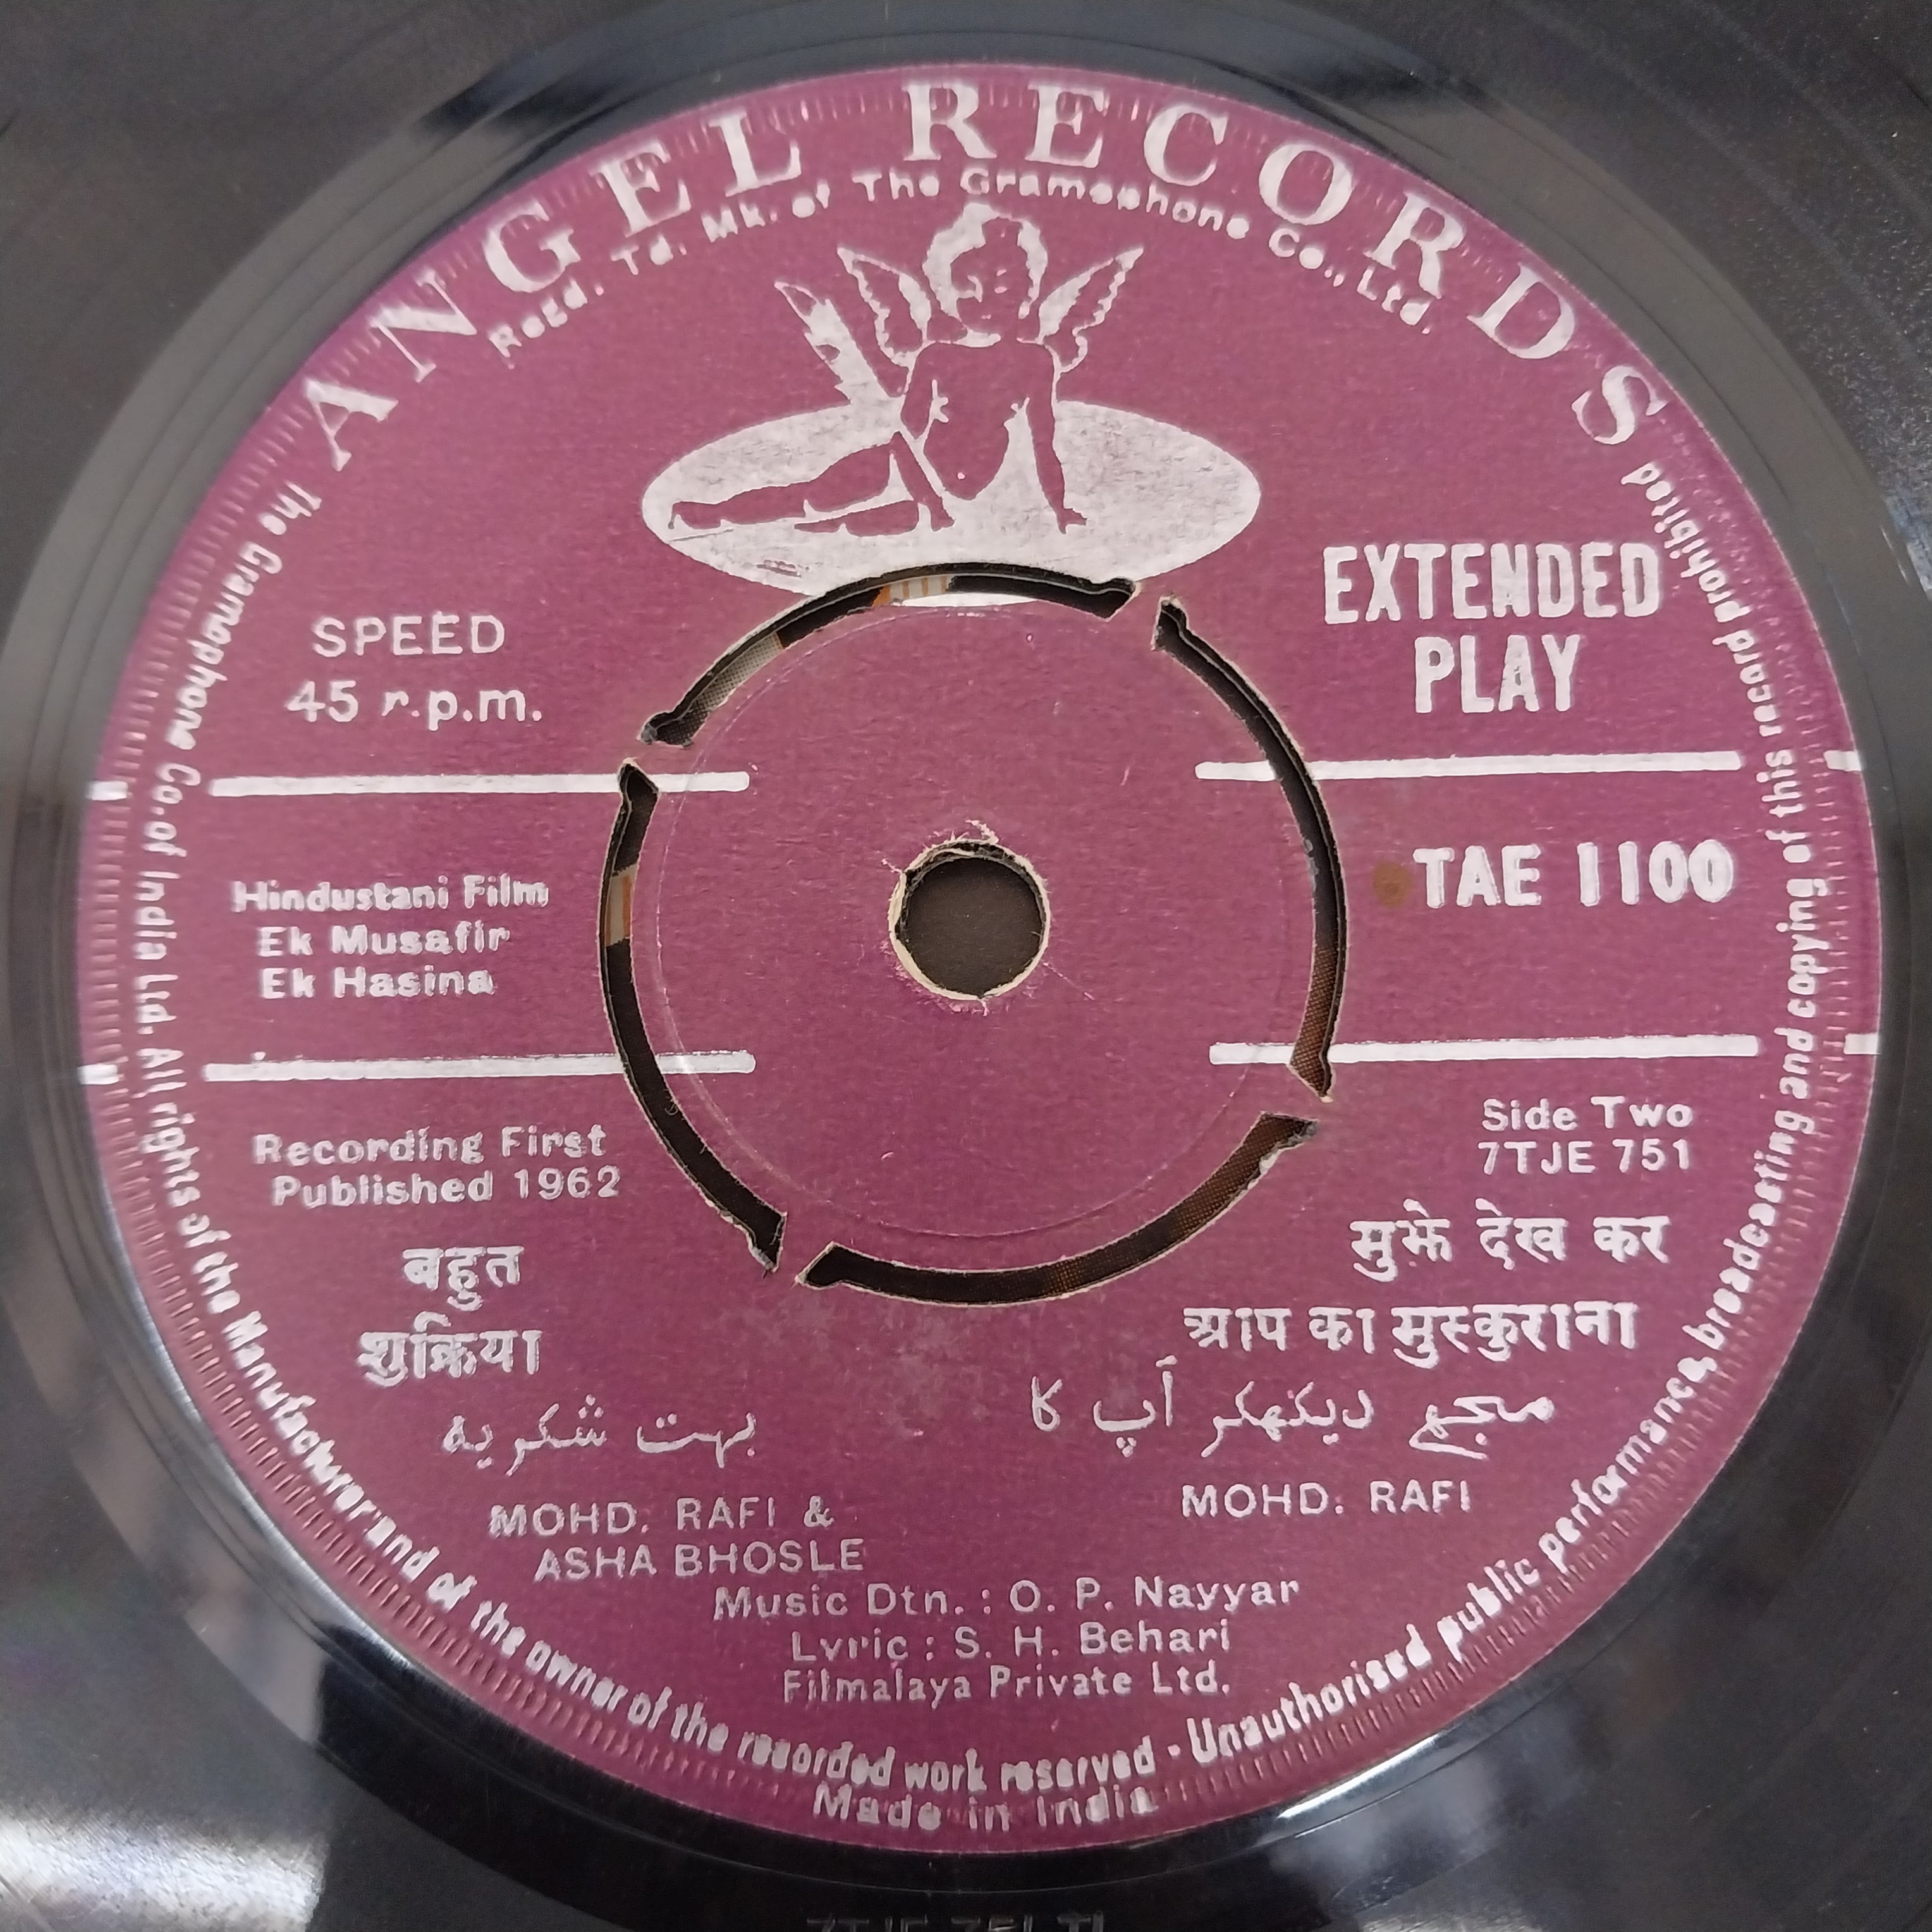 ANGEL RECORDS
Regd. Td. Mk. of The Gramophone Co., Ltd.
EXTENDED
PLAY
SPEED
45 r.p.m.
Hindustani Film
Ek Musafir
Ek Hasina
TAE 1100
Recording First
Published 1962
Side Two
7TJE 751
बहुत
शुक्रिया
بہت شکریہ
MOHD. RAFI &
ASHA BHOSLE
मुझे देख कर
आप का मुस्कुराना
مجھے دیکھکر آپ کا
MOHD. RAFI
Music Dtn. : O. P. Nayyar
Lyric : S. H. Behari
Filmalaya Private Ltd.
The Gramophone Co. of India Ltd. All rights of the Manufacturer and of the owner of the recorded work reserved · Unauthorised public performance, broadcasting and copying of this record prohibited
Made in India